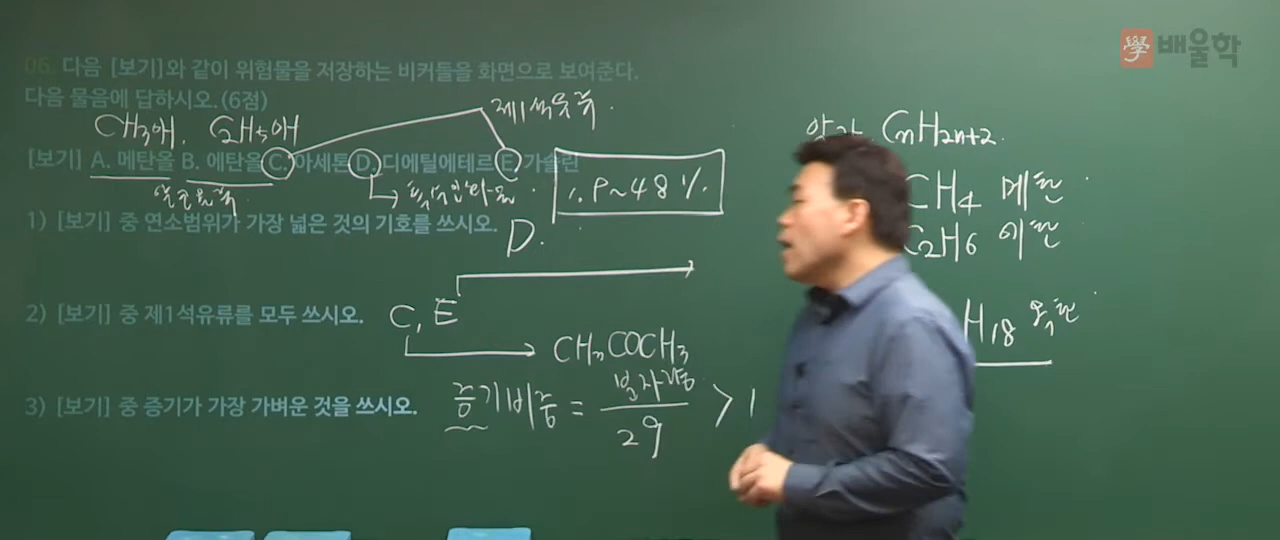 學 배울학
06. 다음 [보기]와 같이 위험물을 저장하는 비커들을 화면으로 보여준다.
다음 물음에 답하시오.(6점)
CH3OH. C2H5OH
제1석유류.
[보기] A. 메탄올 B. 에탄올 C. 아세톤 D. 디에틸에테르 E. 가솔린
알코올류
특수인화물.
1.9~48%
1) [보기] 중 연소범위가 가장 넓은 것의 기호를 쓰시오.
D.
2) [보기] 중 제1석유류를 모두 쓰시오.
C, E
CH3COCH3
3) [보기] 중 증기가 가장 가벼운 것을 쓰시오.
증기비중 = 분자량 / 29 > 1
CnH2n+2.
CH4 메탄
C2H6 에탄
H18 옥탄